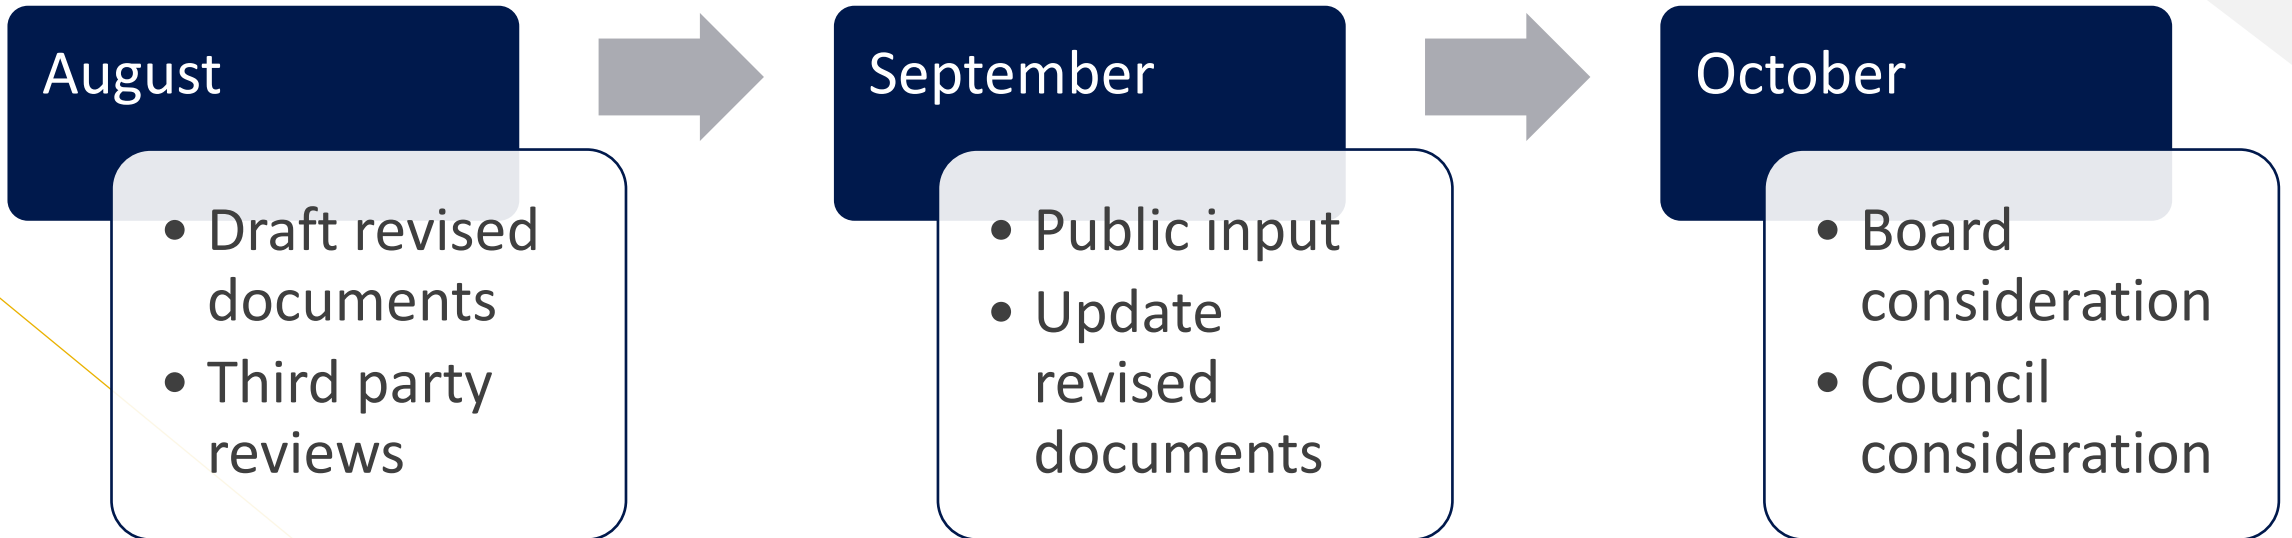 August
• Draft revised
documents
• Third party
reviews
September
• Public input
• Update
revised
documents
October
• Board
consideration
• Council
consideration